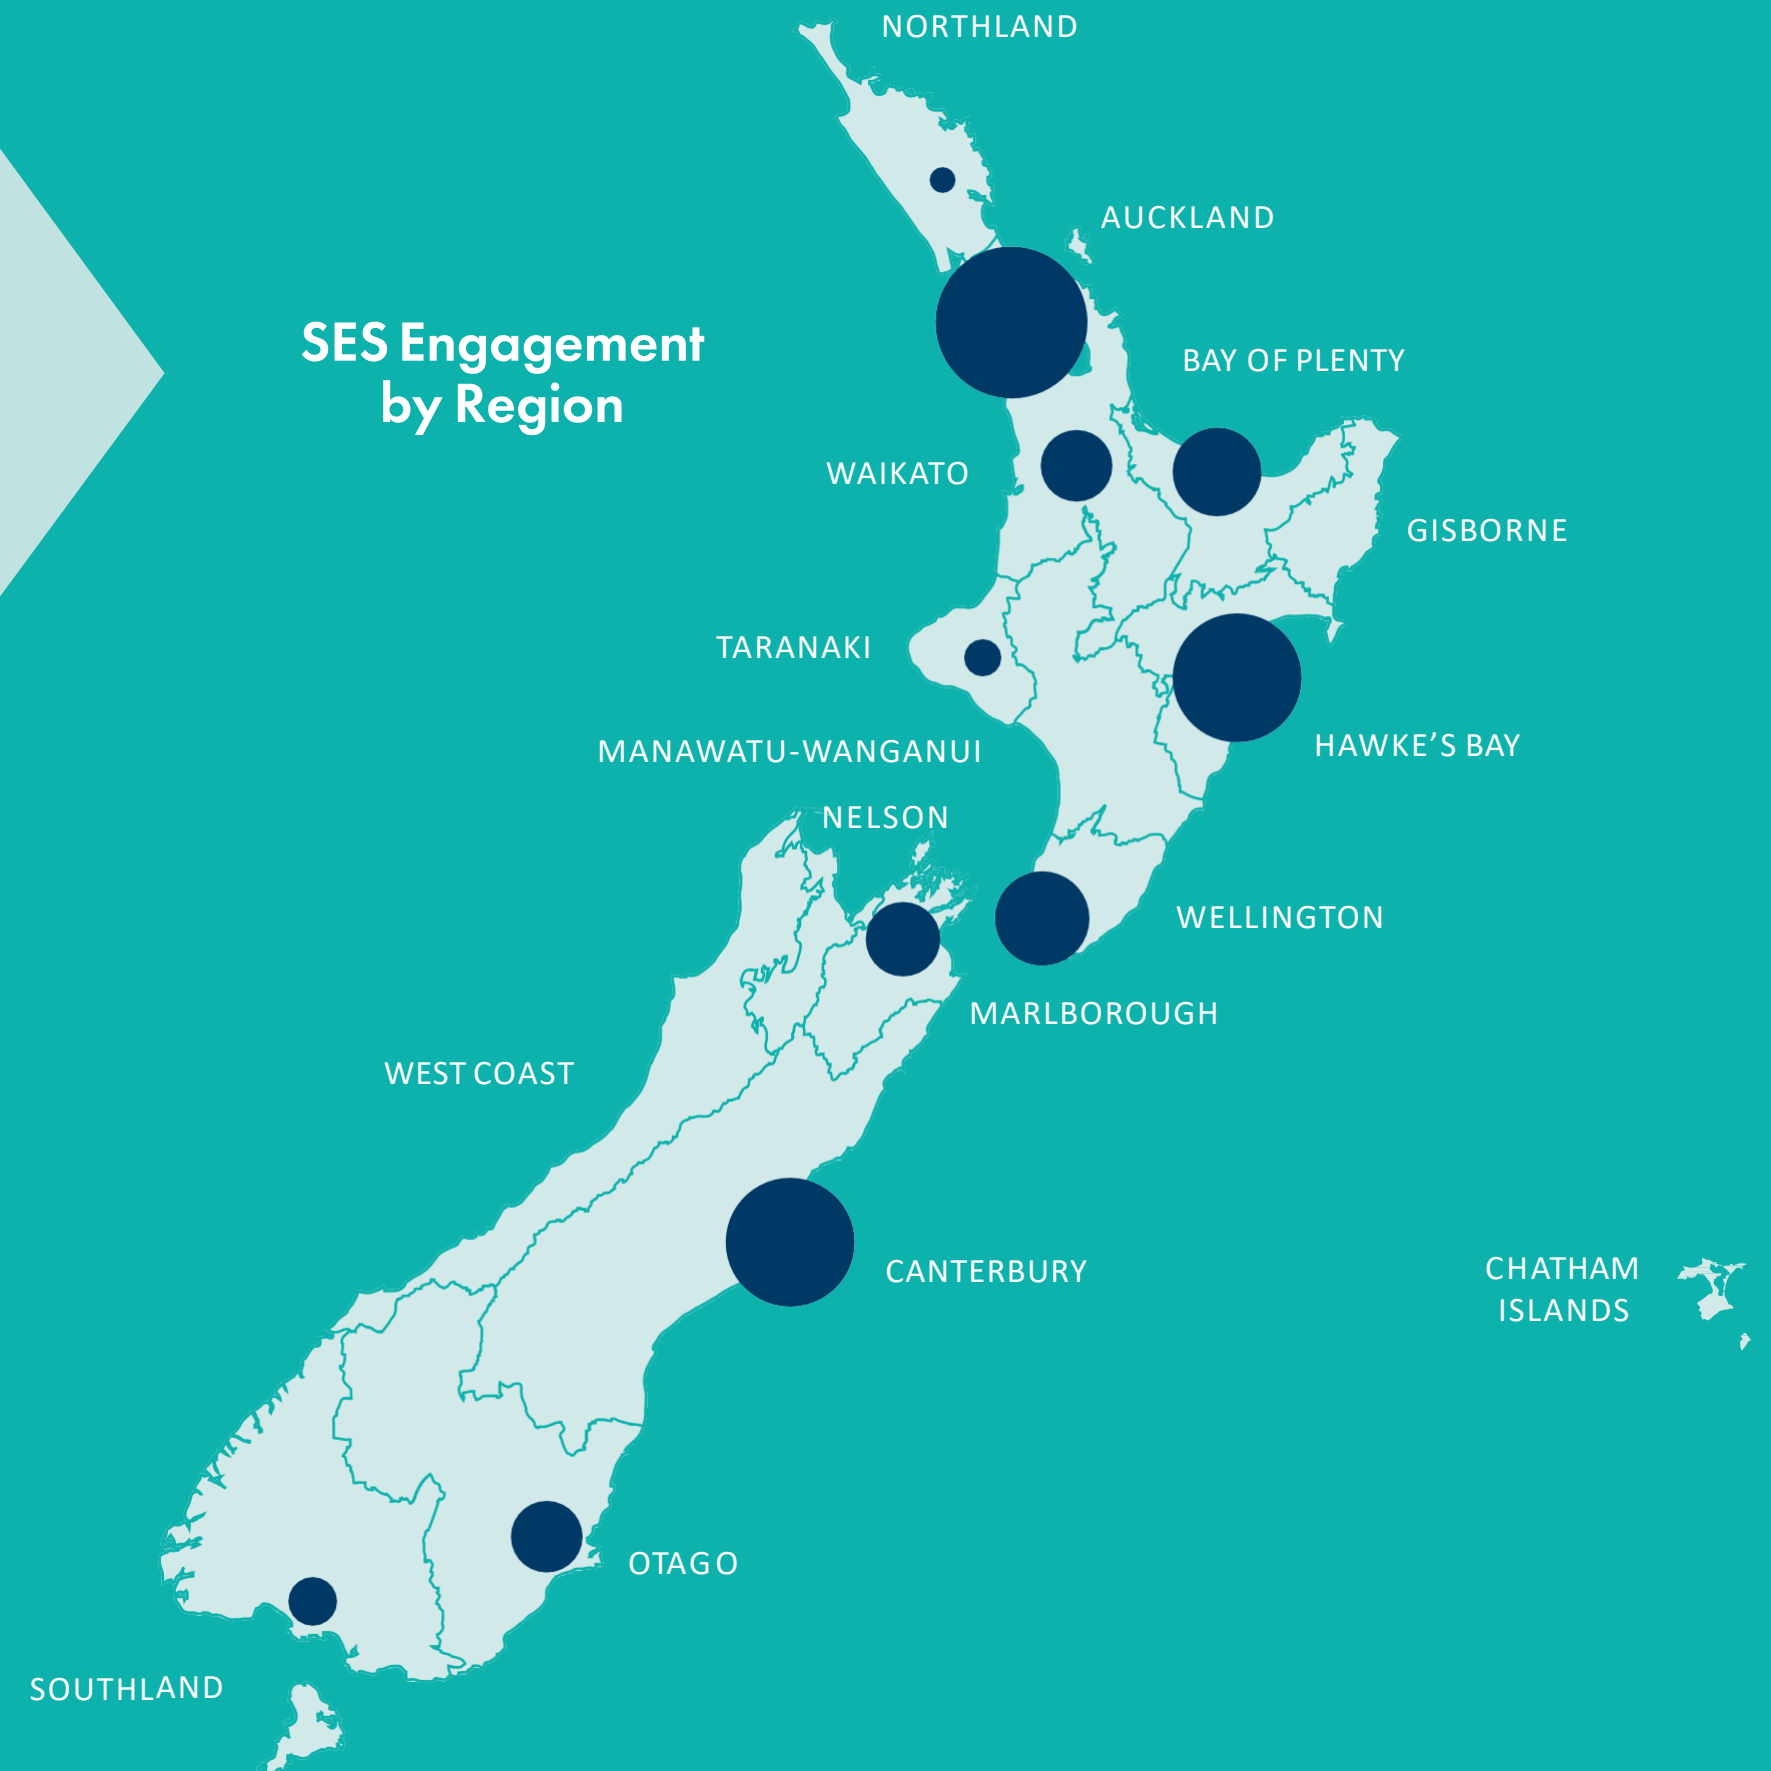 NORTHLAND
AUCKLAND
SES Engagement
by Region
BAY OF PLENTY
WAIKATO
GISBORNE
TARANAKI
MANAWATU-WANGANUI
HAWKE’S BAY
NELSON
WELLINGTON
MARLBOROUGH
WEST COAST
CANTERBURY
CHATHAM
ISLANDS
OTAGO
SOUTHLAND